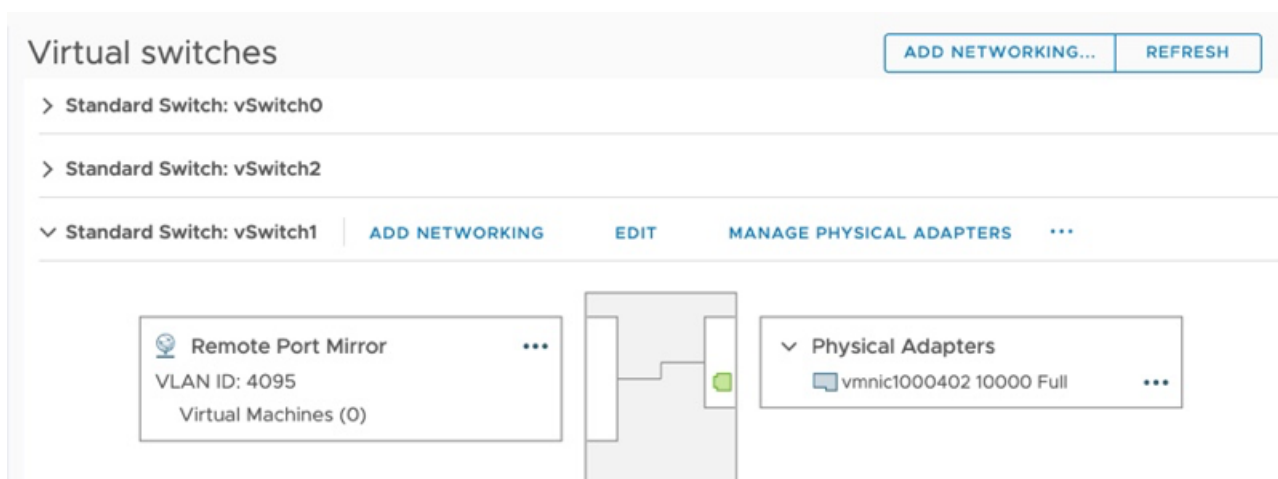 Virtual switches
ADD NETWORKING... REFRESH
Standard Switch: vSwitch0
Standard Switch: vSwitch2
Standard Switch: vSwitch1 ADD NETWORKING EDIT MANAGE PHYSICAL ADAPTERS ...
Remote Port Mirror ...
VLAN ID: 4095
Virtual Machines (0)
Physical Adapters
vmnic1000402 10000 Full ...